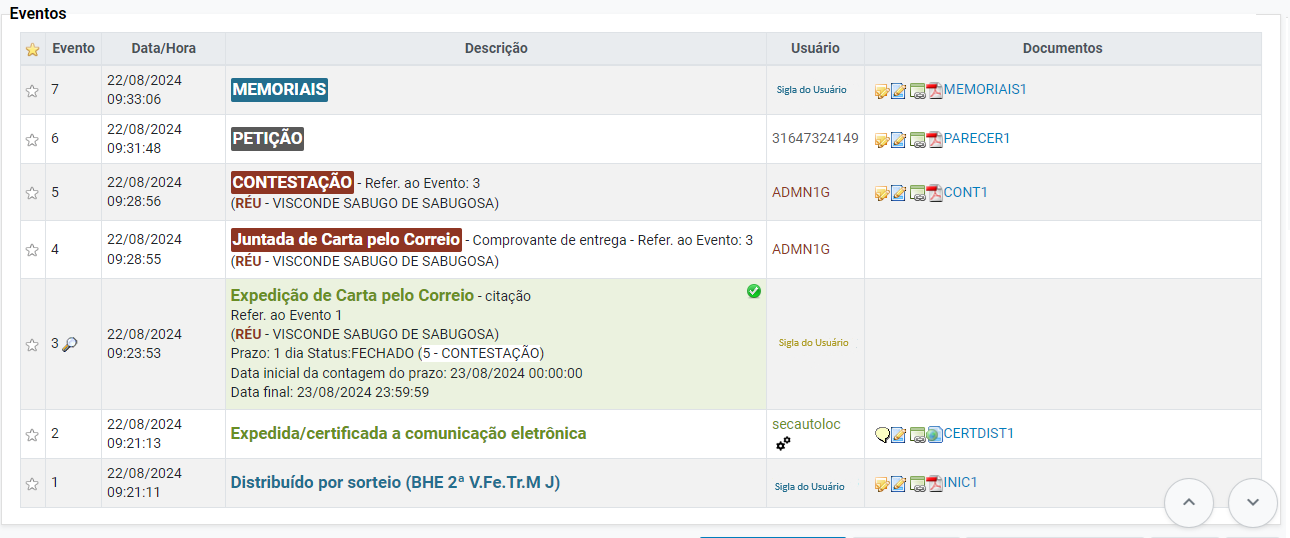 Eventos
Evento Data/Hora Descrição Usuário Documentos
7 22/08/2024 09:33:06 MEMORIAIS Sigla do Usuário MEMORIAIS1
6 22/08/2024 09:31:48 PETIÇÃO 31647324149 PARECER1
5 22/08/2024 09:28:56 CONTESTAÇÃO - Refer. ao Evento: 3
(RÉU - VISCONDE SABUGO DE SABUGOSA) ADMN1G CONT1
4 22/08/2024 09:28:55 Juntada de Carta pelo Correio - Comprovante de entrega - Refer. ao Evento: 3
(RÉU - VISCONDE SABUGO DE SABUGOSA) ADMN1G
3 22/08/2024 09:23:53 Expedição de Carta pelo Correio - citação
Refer. ao Evento 1
(RÉU - VISCONDE SABUGO DE SABUGOSA)
Prazo: 1 dia Status:FECHADO (5 - CONTESTAÇÃO)
Data inicial da contagem do prazo: 23/08/2024 00:00:00
Data final: 23/08/2024 23:59:59
Sigla do Usuário
2 22/08/2024 09:21:13 Expedida/certificada a comunicação eletrônica secautoloc CERTDIST1
1 22/08/2024 09:21:11 Distribuído por sorteio (BHE 2ª V.Fe.Tr.M J) Sigla do Usuário INIC1